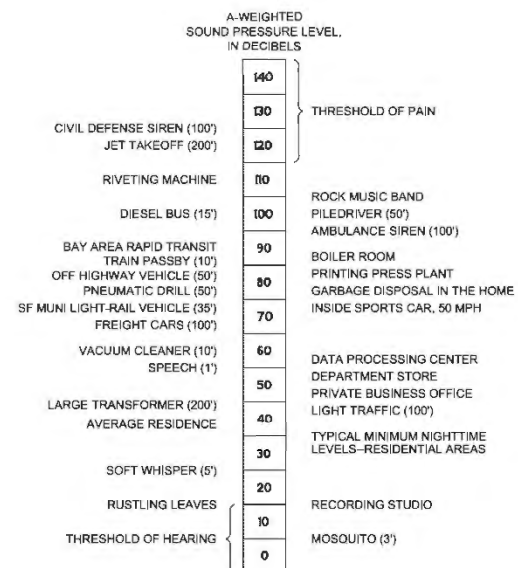 A-WEIGHTED
SOUND PRESSURE LEVEL,
IN DECIBELS
140
130
THRESHOLD OF PAIN
CIVIL DEFENSE SIREN (100')
JET TAKEOFF (200')
120
RIVETING MACHINE
110
ROCK MUSIC BAND
DIESEL BUS (15')
100
PILEDRIVER (50')
AMBULANCE SIREN (100')
BAY AREA RAPID TRANSIT
TRAIN PASSBY (10')
90
BOILER ROOM
OFF HIGHWAY VEHICLE (50')
PNEUMATIC DRILL (50')
80
PRINTING PRESS PLANT
GARBAGE DISPOSAL IN THE HOME
SF MUNI LIGHT-RAIL VEHICLE (35')
FREIGHT CARS (100')
70
INSIDE SPORTS CAR, 50 MPH
VACUUM CLEANER (10')
SPEECH (1')
60
DATA PROCESSING CENTER
DEPARTMENT STORE
50
PRIVATE BUSINESS OFFICE
LARGE TRANSFORMER (200')
AVERAGE RESIDENCE
40
LIGHT TRAFFIC (100')
TYPICAL MINIMUM NIGHTTIME
LEVELS–RESIDENTIAL AREAS
30
SOFT WHISPER (5')
20
RUSTLING LEAVES
RECORDING STUDIO
10
THRESHOLD OF HEARING
MOSQUITO (3')
0